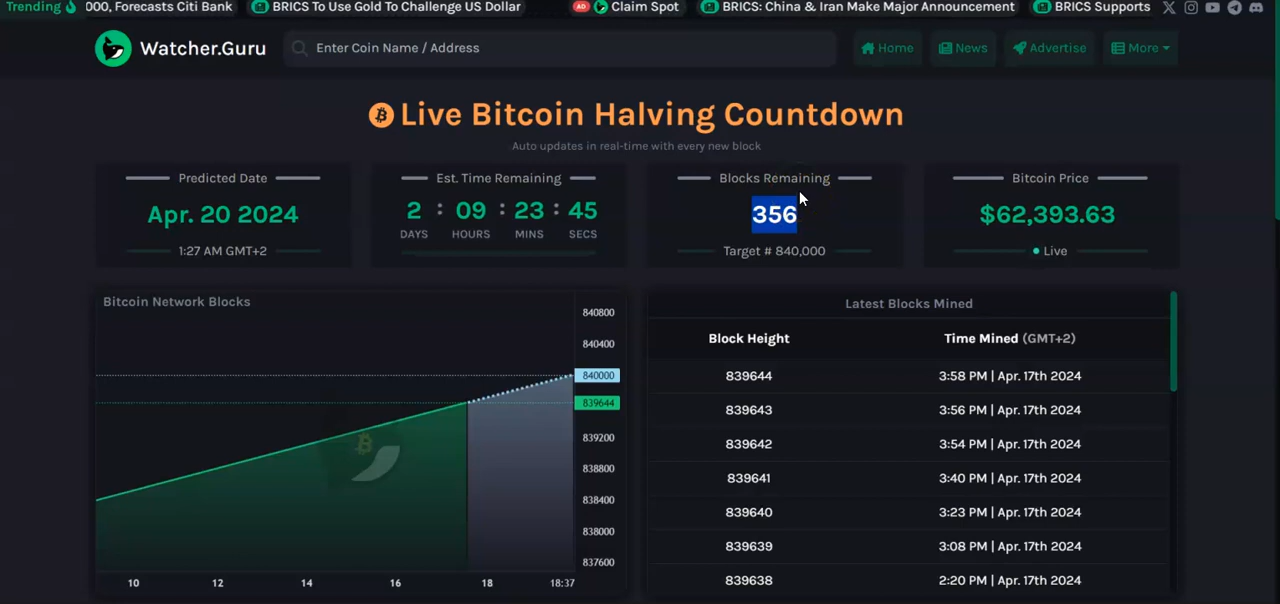 Trending 000, Forecasts Citi Bank BRICS To Use Gold To Challenge US Dollar AD Claim Spot BRICS: China & Iran Make Major Announcement BRICS Supports
Watcher.Guru Enter Coin Name / Address Home News Advertise More
Live Bitcoin Halving Countdown
Auto updates in real-time with every new block
Predicted Date Est. Time Remaining Blocks Remaining Bitcoin Price
Apr. 20 2024 2 : 09 : 23 : 45 356 $62,393.63
DAYS HOURS MINS SECS
1:27 AM GMT+2 Target # 840,000 Live
Bitcoin Network Blocks
840800
840400
840000
839644
839200
838800
838400
838000
837600
10 12 14 16 18 18:37
Latest Blocks Mined
Block Height Time Mined (GMT+2)
839644 3:58 PM | Apr. 17th 2024
839643 3:56 PM | Apr. 17th 2024
839642 3:54 PM | Apr. 17th 2024
839641 3:40 PM | Apr. 17th 2024
839640 3:23 PM | Apr. 17th 2024
839639 3:08 PM | Apr. 17th 2024
839638 2:20 PM | Apr. 17th 2024